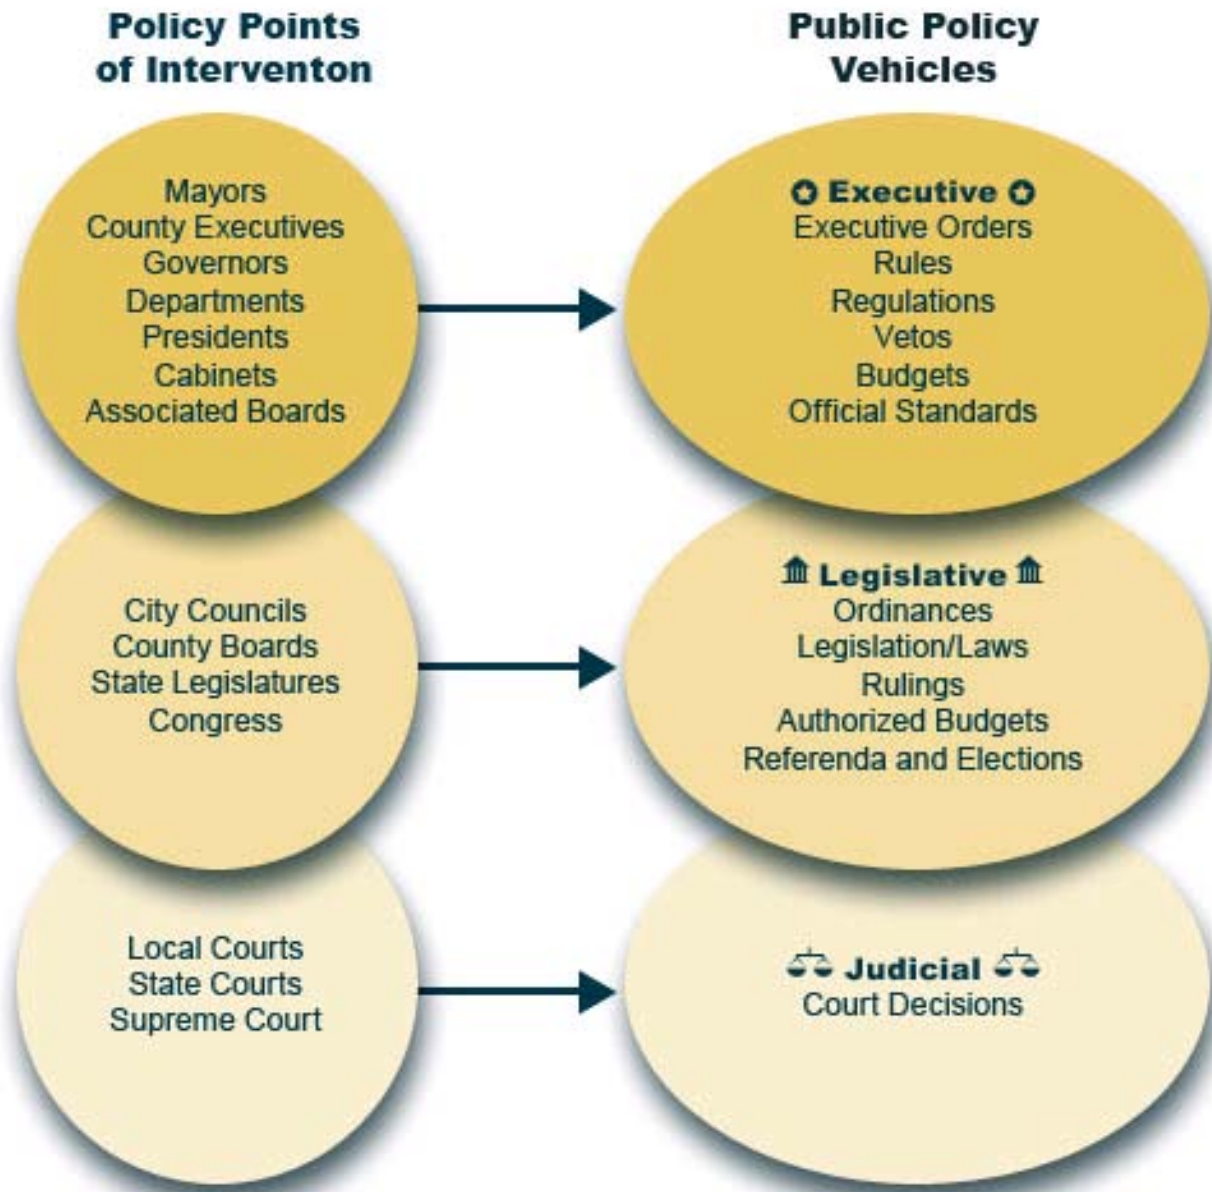 Policy Points
of Interventon
Public Policy
Vehicles
Mayors
County Executives
Governors
Departments
Presidents
Cabinets
Associated Boards
Executive
Executive Orders
Rules
Regulations
Vetos
Budgets
Official Standards
City Councils
County Boards
State Legislatures
Congress
Legislative
Ordinances
Legislation/Laws
Rulings
Authorized Budgets
Referenda and Elections
Local Courts
State Courts
Supreme Court
Judicial
Court Decisions